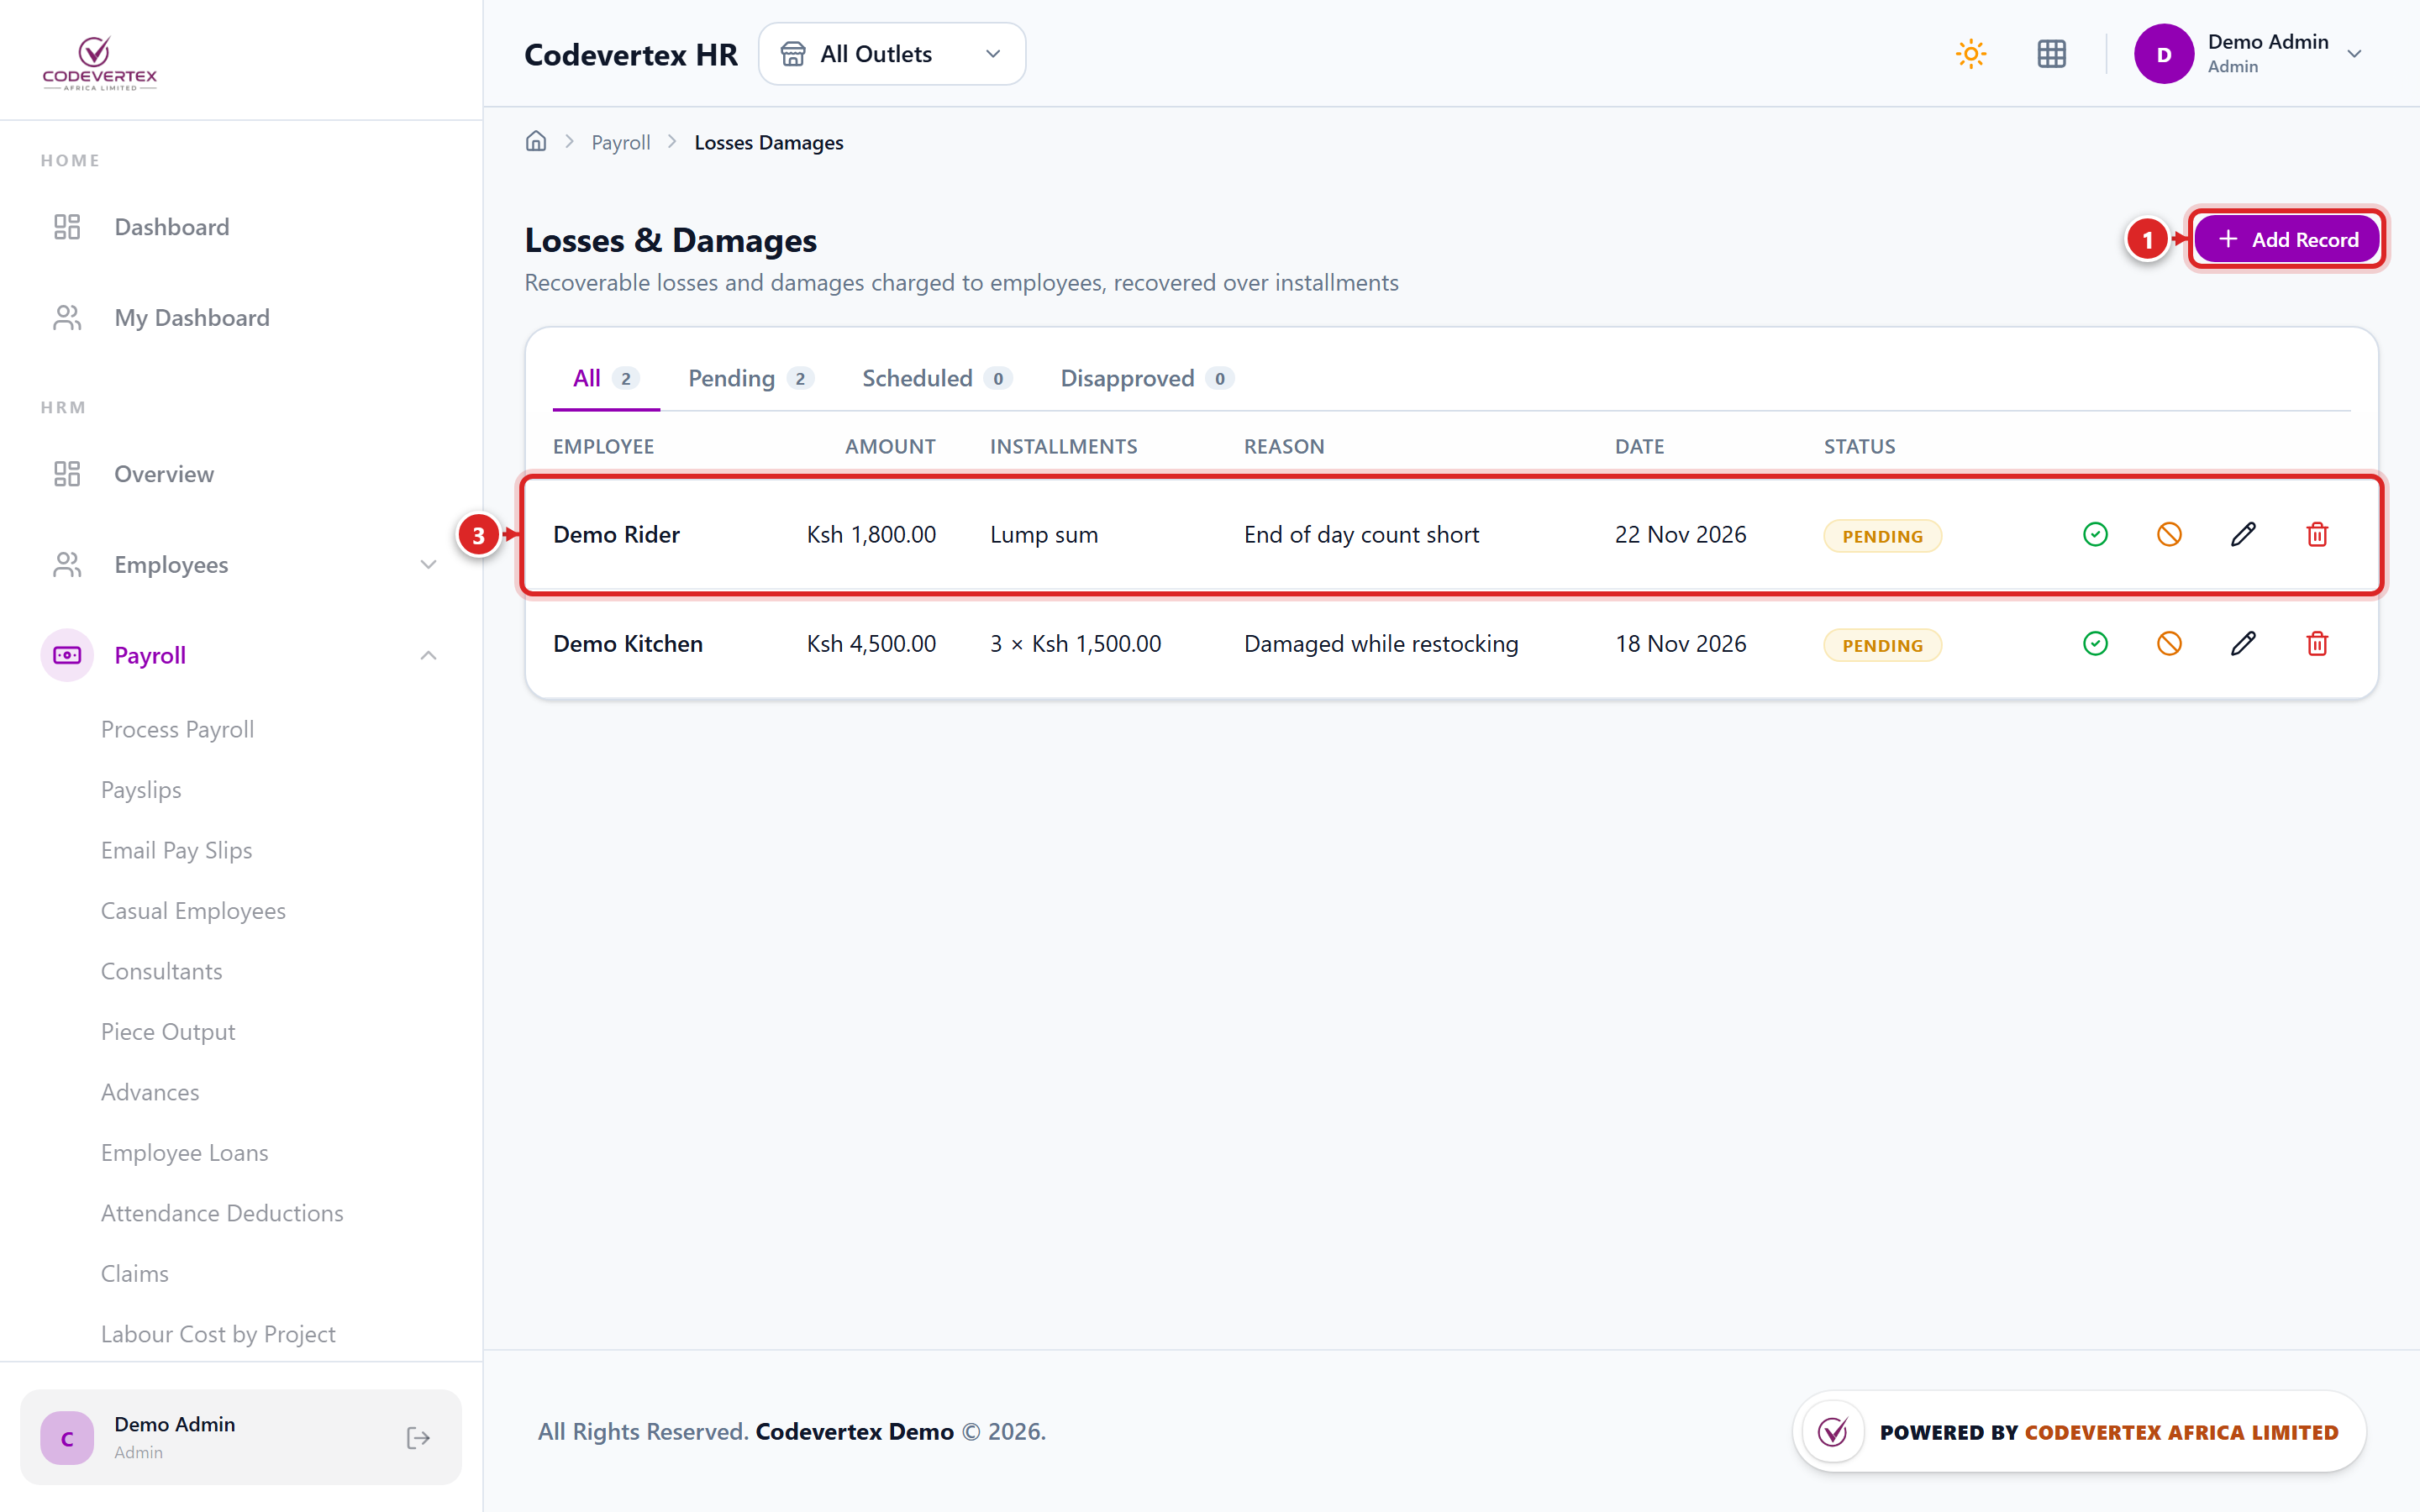 CODEVERTEX
AFRICA LIMITED
HOME
Dashboard
My Dashboard
HRM
Overview
Employees
Payroll
Process Payroll
Payslips
Email Pay Slips
Casual Employees
Consultants
Piece Output
Advances
Employee Loans
Attendance Deductions
Claims
Labour Cost by Project
C
Demo Admin
Admin
Codevertex HR
All Outlets
D
Demo Admin
Admin
Payroll
Losses Damages
Losses & Damages
Recoverable losses and damages charged to employees, recovered over installments
1
+ Add Record
All 2 Pending 2 Scheduled 0 Disapproved 0
EMPLOYEE AMOUNT INSTALLMENTS REASON DATE STATUS
3
Demo Rider Ksh 1,800.00 Lump sum End of day count short 22 Nov 2026 PENDING
Demo Kitchen Ksh 4,500.00 3 × Ksh 1,500.00 Damaged while restocking 18 Nov 2026 PENDING
All Rights Reserved. Codevertex Demo © 2026.
POWERED BY CODEVERTEX AFRICA LIMITED